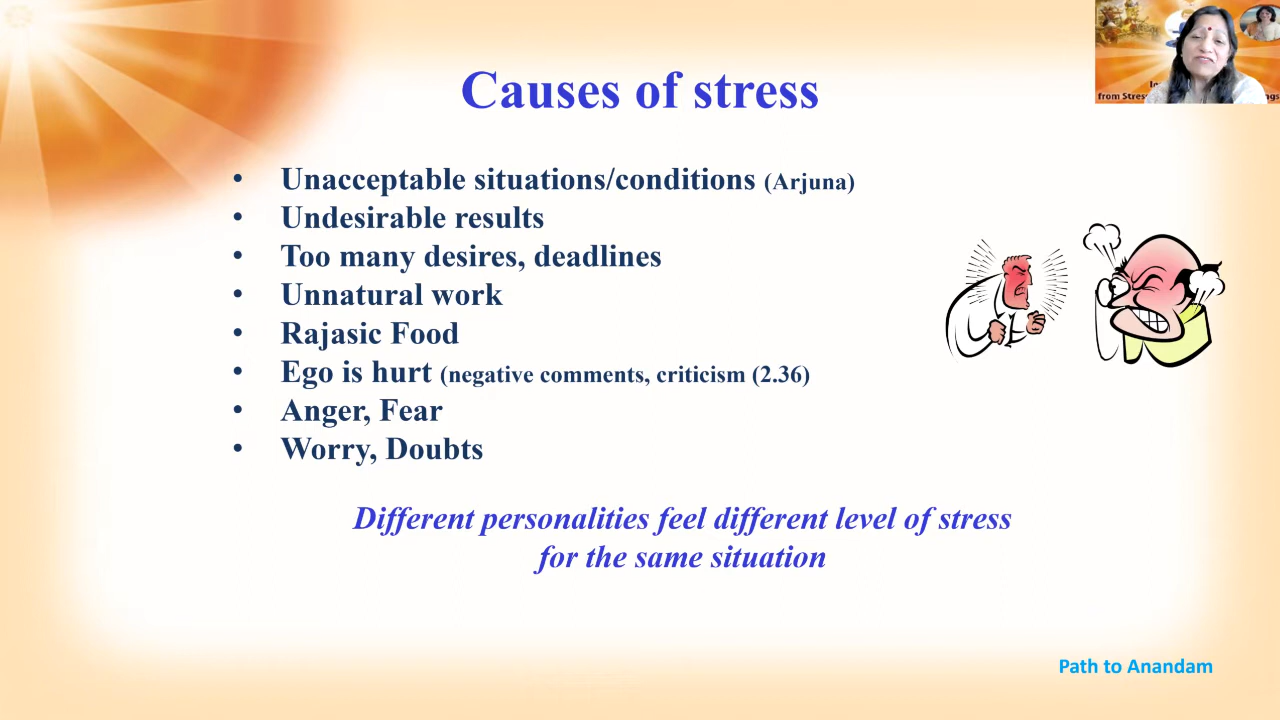 Causes of stress
• Unacceptable situations/conditions (Arjuna)
• Undesirable results
• Too many desires, deadlines
• Unnatural work
• Rajasic Food
• Ego is hurt (negative comments, criticism (2.36)
• Anger, Fear
• Worry, Doubts
Different personalities feel different level of stress
for the same situation
Path to Anandam